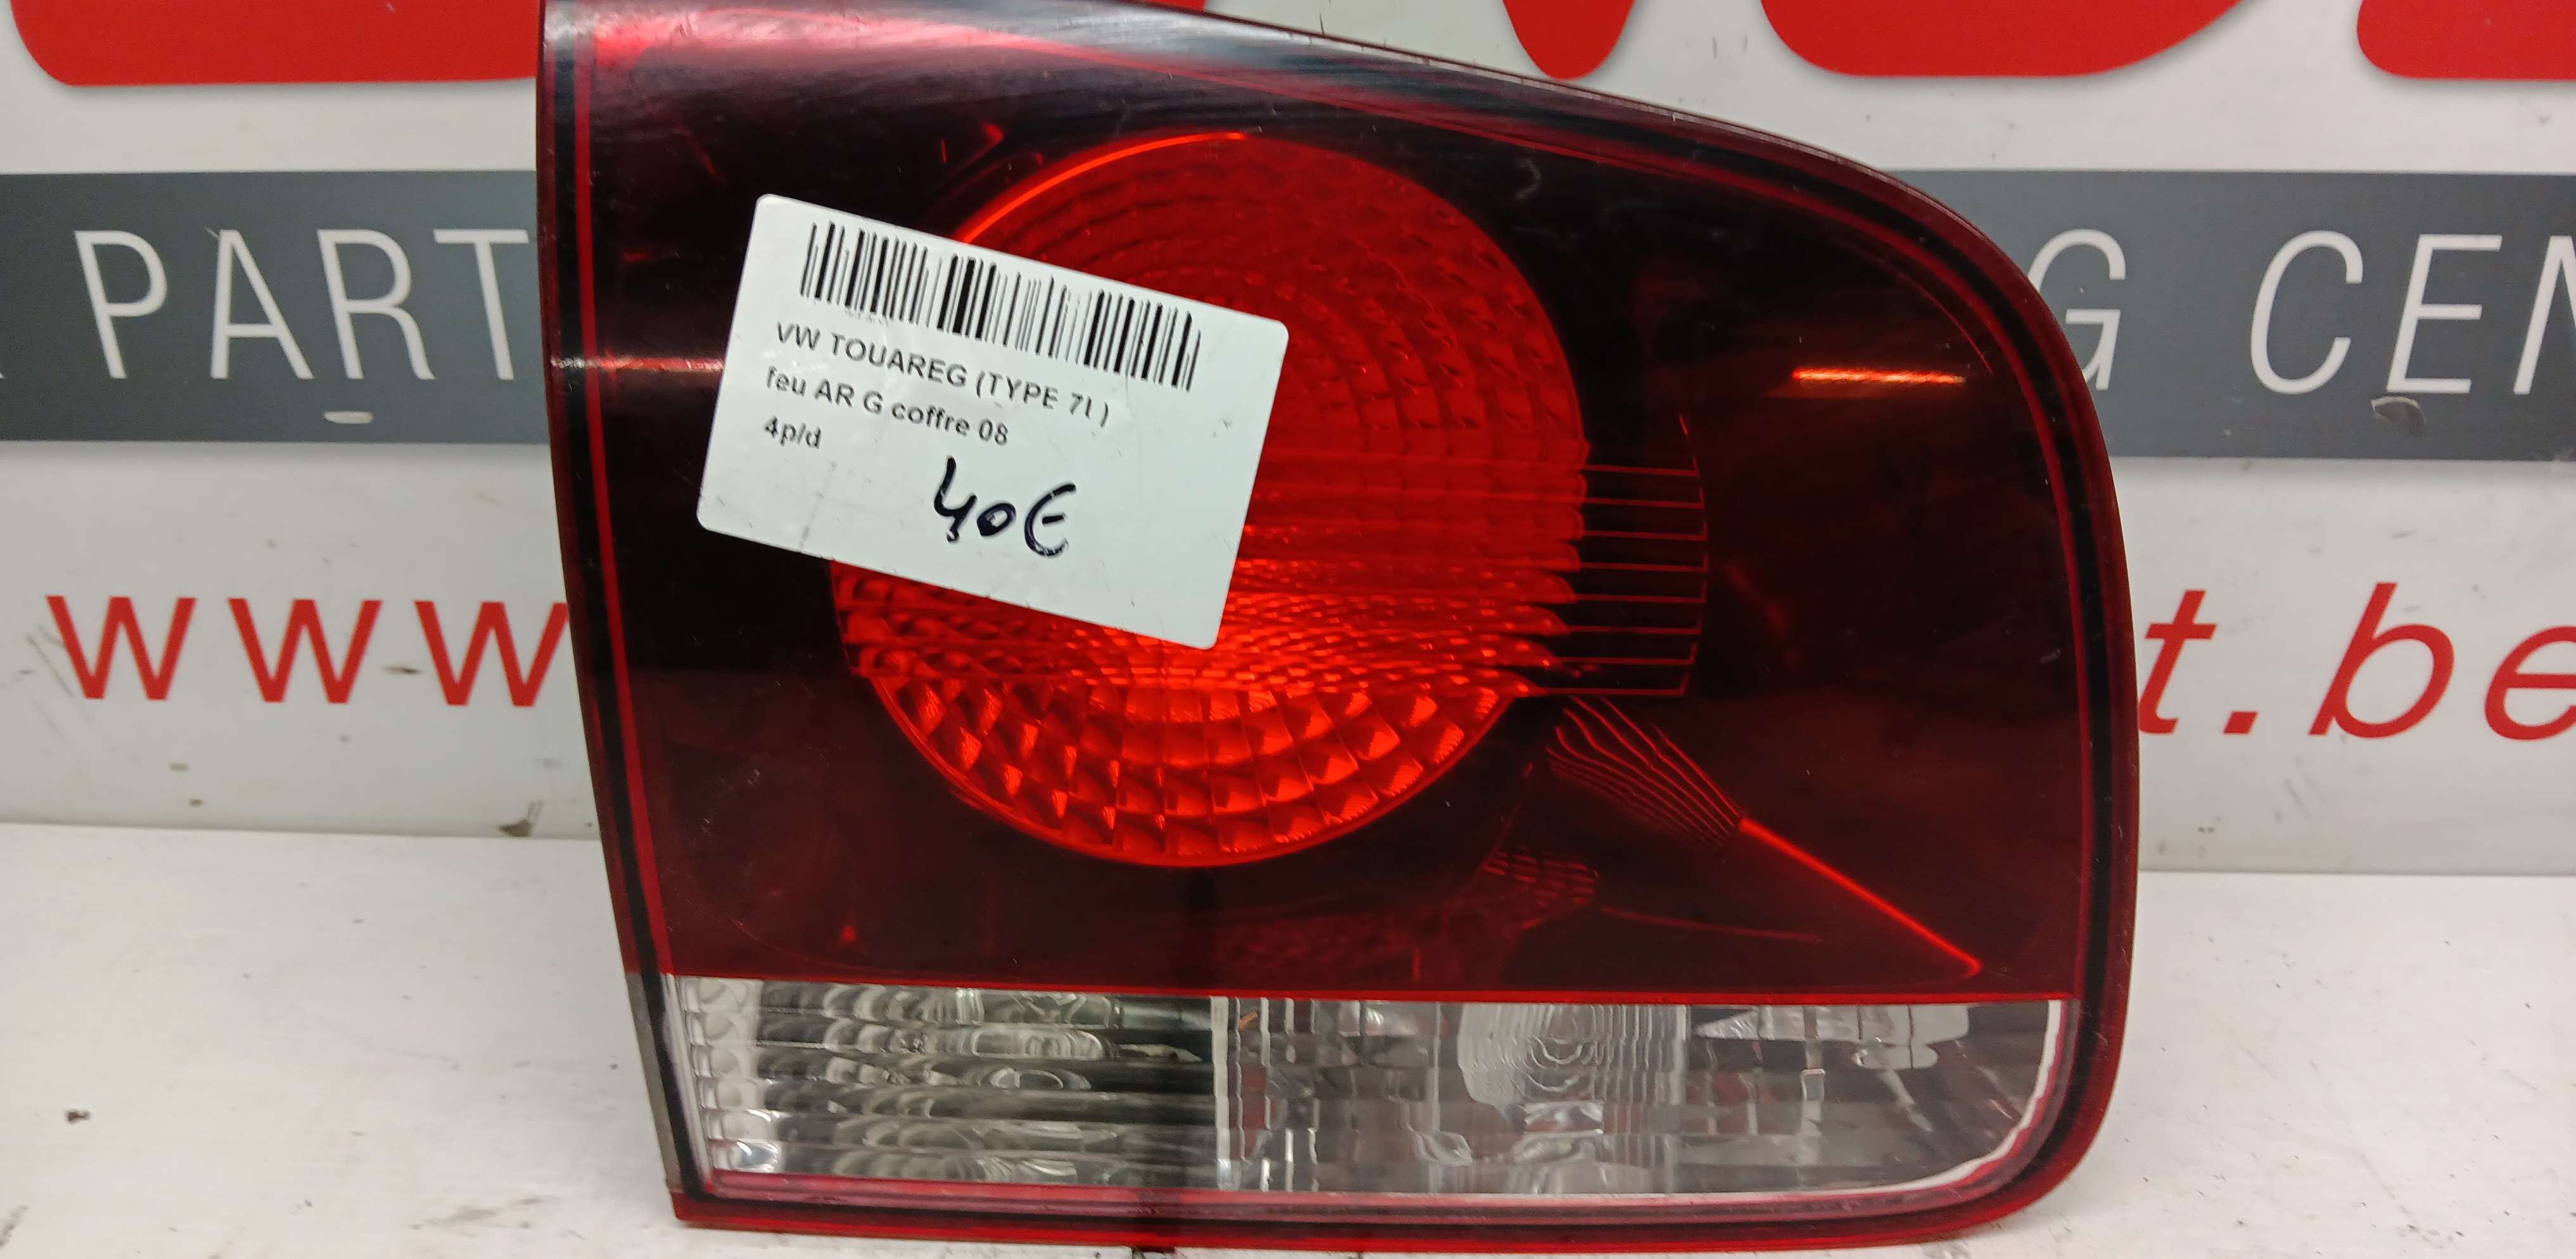 PART
G CEN
VW TOUAREG (TYPE 7L)
feu AR G coffre 08
4p/d
40€
www
t.be